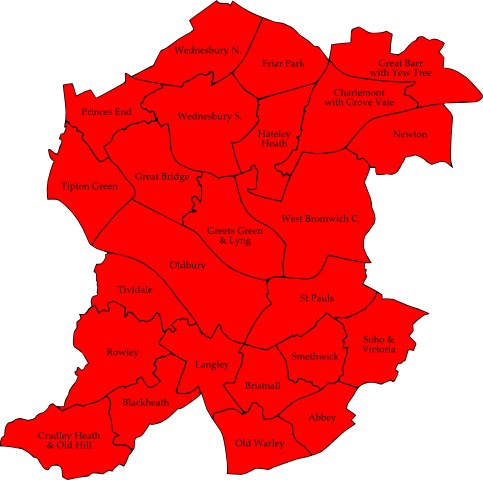 Wednesbury N.
Friar Park
Great Barr
with Yew Tree
Charlemont
with Grove Vale
Princes End
Wednesbury S.
Hateley
Heath
Newton
Tipton Green
Great Bridge
Greets Green
& Lyng
West Bromwich C.
Oldbury
Tividale
St Pauls
Rowley
Langley
Smethwick
Soho &
Victoria
Bristnall
Blackheath
Abbey
Cradley Heath
& Old Hill
Old Warley